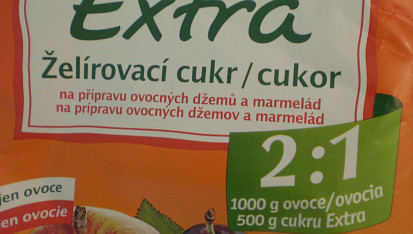 Extra
Želírovací cukr / cukor
na přípravu ovocných džemů a marmelád
na prípravu ovocných džemov a marmelád
2:1
1000 g ovoce/ovocia
500 g cukru Extra
jen ovoce
len ovocie